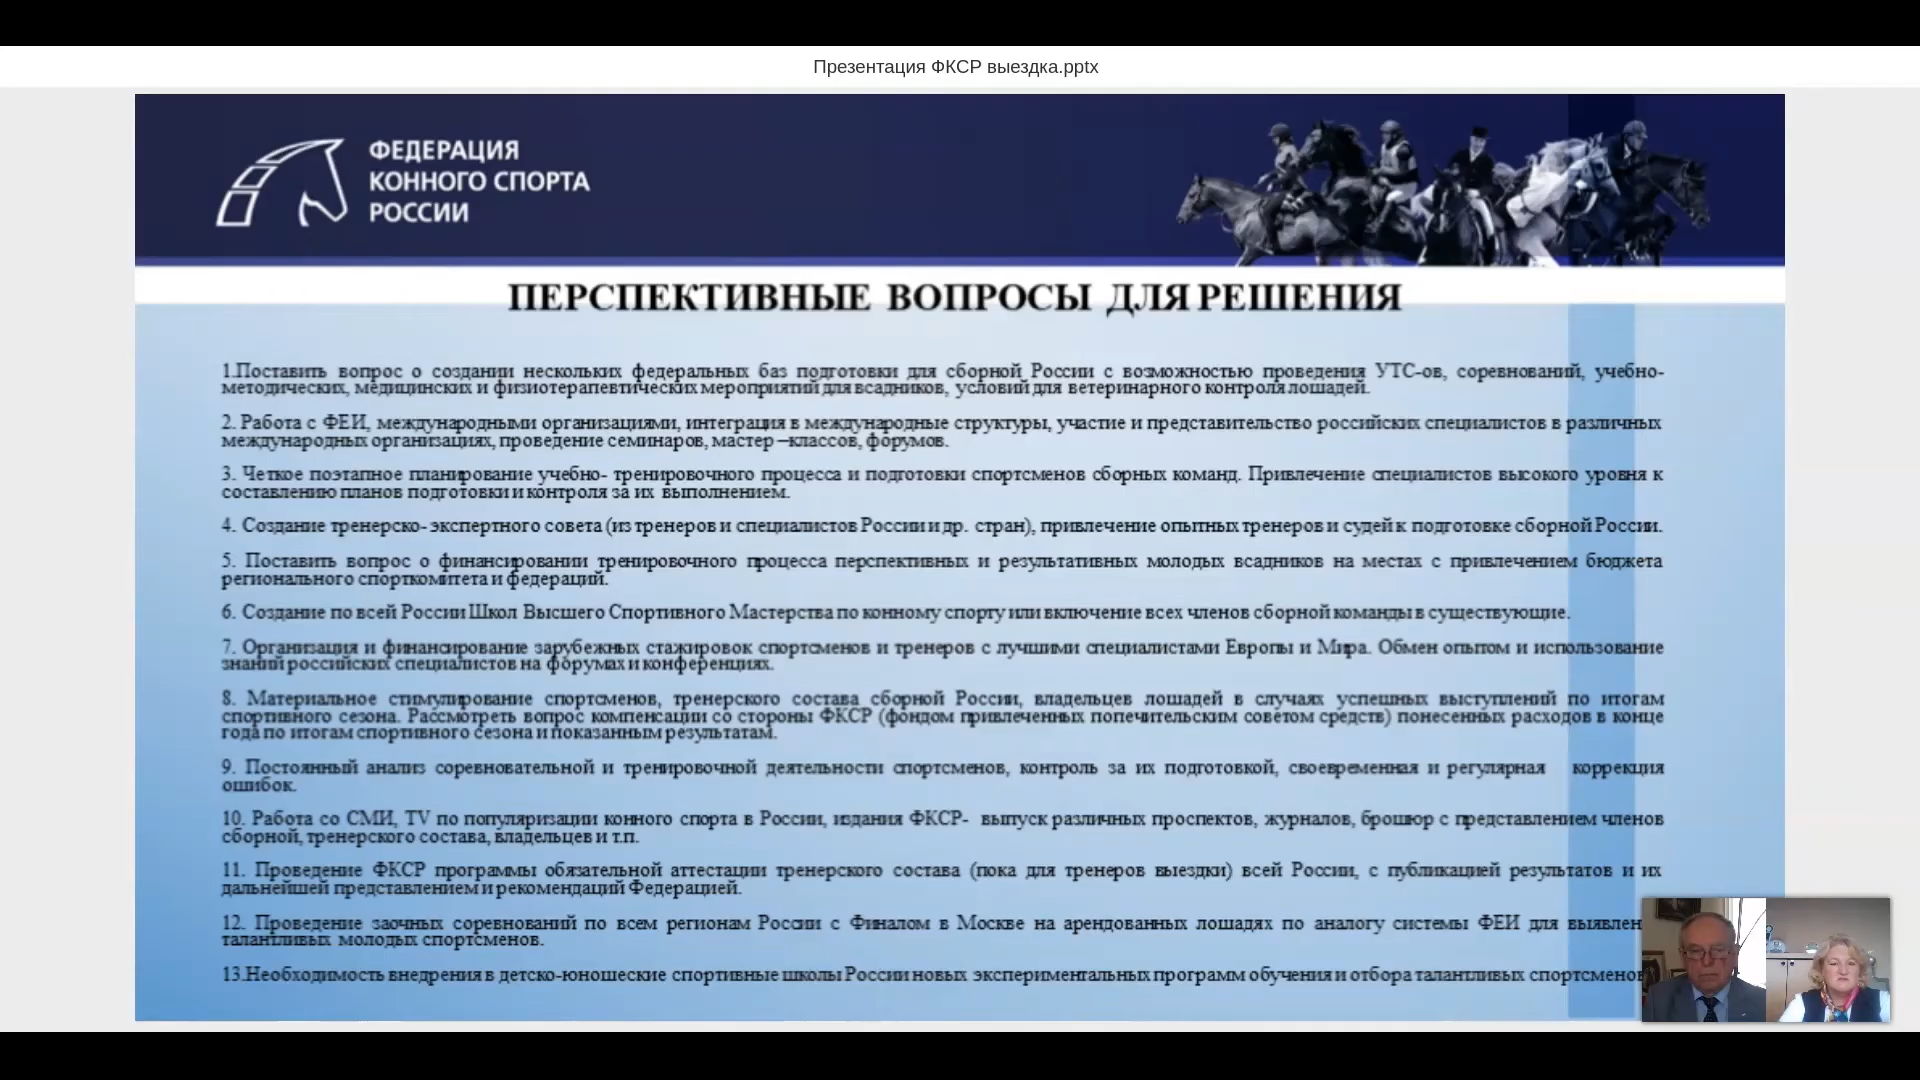 Презентация ФКСР выездка.pptx
ФЕДЕРАЦИЯ
КОННОГО СПОРТА
РОССИИ
ПЕРСПЕКТИВНЫЕ ВОПРОСЫ ДЛЯ РЕШЕНИЯ
1.Поставить вопрос о создании нескольких федеральных баз подготовки для сборной России с возможностью проведения УТС-ов, соревнований, учебно-
методических, медицинских и физиотерапевтических мероприятий для всадников, условий для ветеринарного контроля лошадей.
2. Работа с ФЕИ, международными организациями, интеграция в международные структуры, участие и представительство российских специалистов в различных
международных организациях, проведение семинаров, мастер –классов, форумов.
3. Четкое поэтапное планирование учебно- тренировочного процесса и подготовки спортсменов сборных команд. Привлечение специалистов высокого уровня к
составлению планов подготовки и контроля за их выполнением.
4. Создание тренерско- экспертного совета (из тренеров и специалистов России и др. стран), привлечение опытных тренеров и судей к подготовке сборной России.
5. Поставить вопрос о финансировании тренировочного процесса перспективных и результативных молодых всадников на местах с привлечением бюджета
регионального спорткомитета и федераций.
6. Создание по всей России Школ Высшего Спортивного Мастерства по конному спорту или включение всех членов сборной команды в существующие.
7. Организация и финансирование зарубежных стажировок спортсменов и тренеров с лучшими специалистами Европы и Мира. Обмен опытом и использование
знаний российских специалистов на форумах и конференциях.
8. Материальное стимулирование спортсменов, тренерского состава сборной России, владельцев лошадей в случаях успешных выступлений по итогам
спортивного сезона. Рассмотреть вопрос компенсации со стороны ФКСР (фондом привлеченных попечительским советом средств) понесенных расходов в конце
года по итогам спортивного сезона и показанным результатам.
9. Постоянный анализ соревновательной и тренировочной деятельности спортсменов, контроль за их подготовкой, своевременная и регулярная коррекция
ошибок.
10. Работа со СМИ, TV по популяризации конного спорта в России, издания ФКСР- выпуск различных проспектов, журналов, брошюр с представлением членов
сборной, тренерского состава, владельцев и т.п.
11. Проведение ФКСР программы обязательной аттестации тренерского состава (пока для тренеров выездки) всей России, с публикацией результатов и их
дальнейшей представлением и рекомендаций Федерацией.
12. Проведение заочных соревнований по всем регионам России с Финалом в Москве на арендованных лошадях по аналогу системы ФЕИ для выявлен
талантливых молодых спортсменов.
13.Необходимость внедрения в детско-юношеские спортивные школы России новых экспериментальных программ обучения и отбора талантливых спортсменов